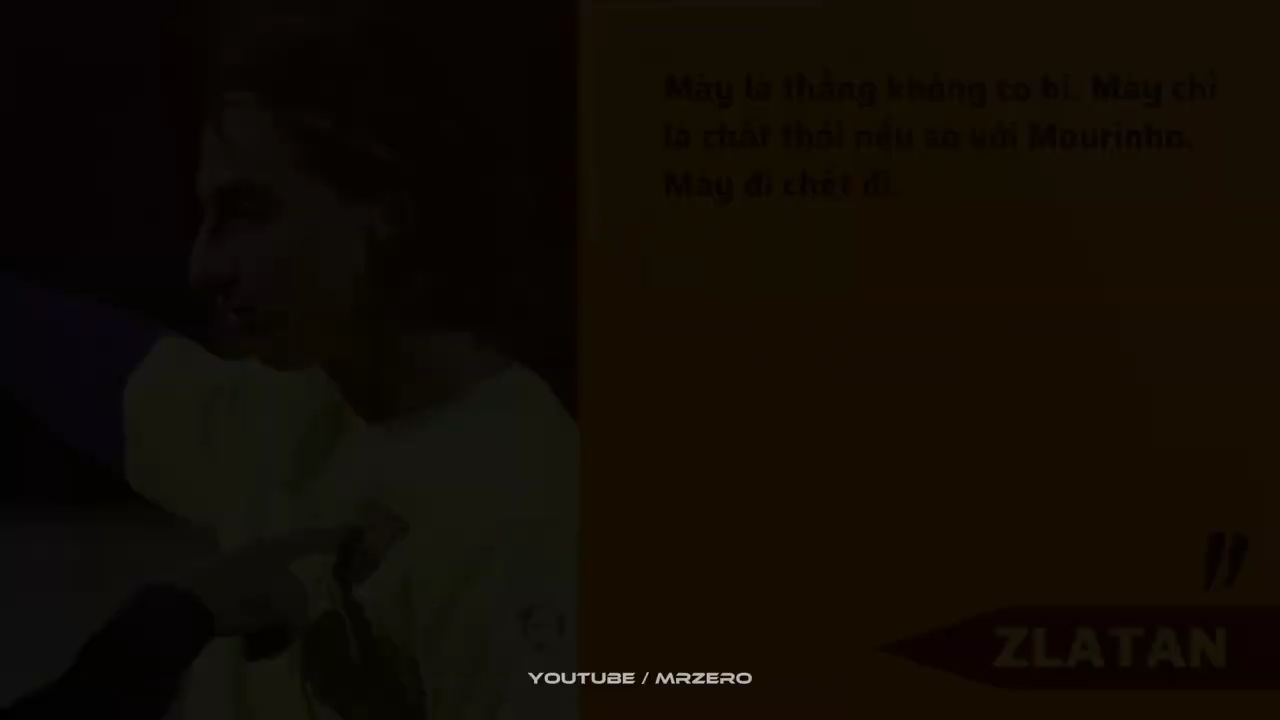 Mày là thằng không có bi. Mày chỉ
là chất thải nếu so với Mourinho.
Mày đi chết đi.
"
ZLATAN
YOUTUBE / MRZERO